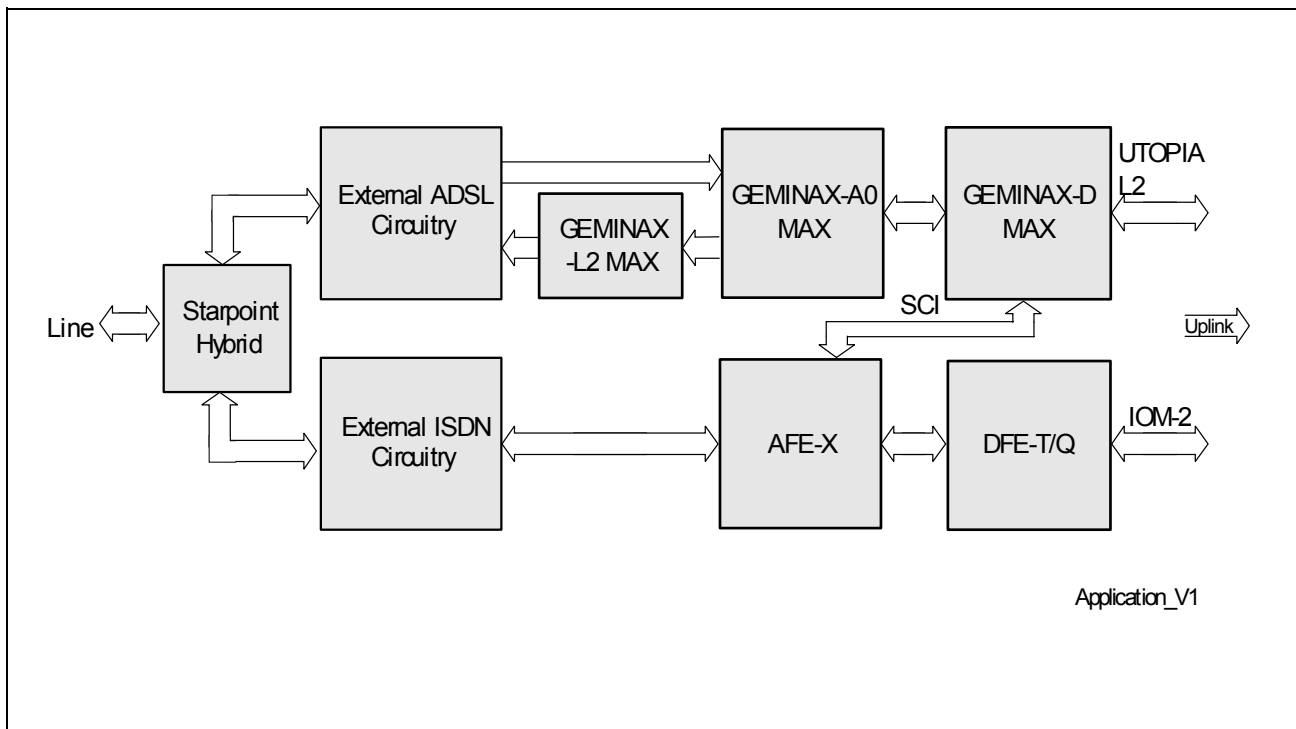 External ADSL
Circuitry
GEMINAX
-L2 MAX
GEMINAX-A0
MAX
GEMINAX-D
MAX
UTOPIA
L2
Line
Starpoint
Hybrid
SCI
Uplink
External ISDN
Circuitry
AFE-X
DFE-T/Q
IOM-2
Application_V1